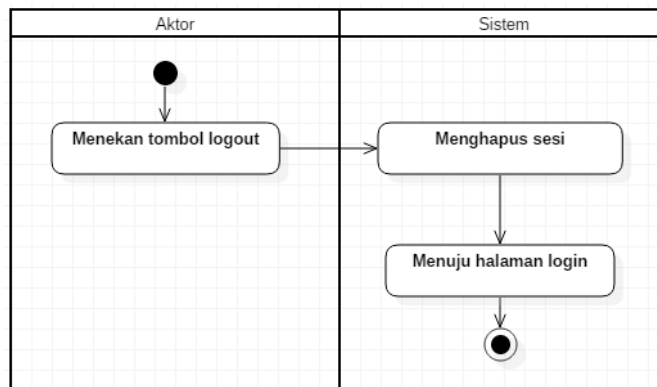 Aktor
Sistem
Menekan tombol logout
Menghapus sesi
Menuju halaman login